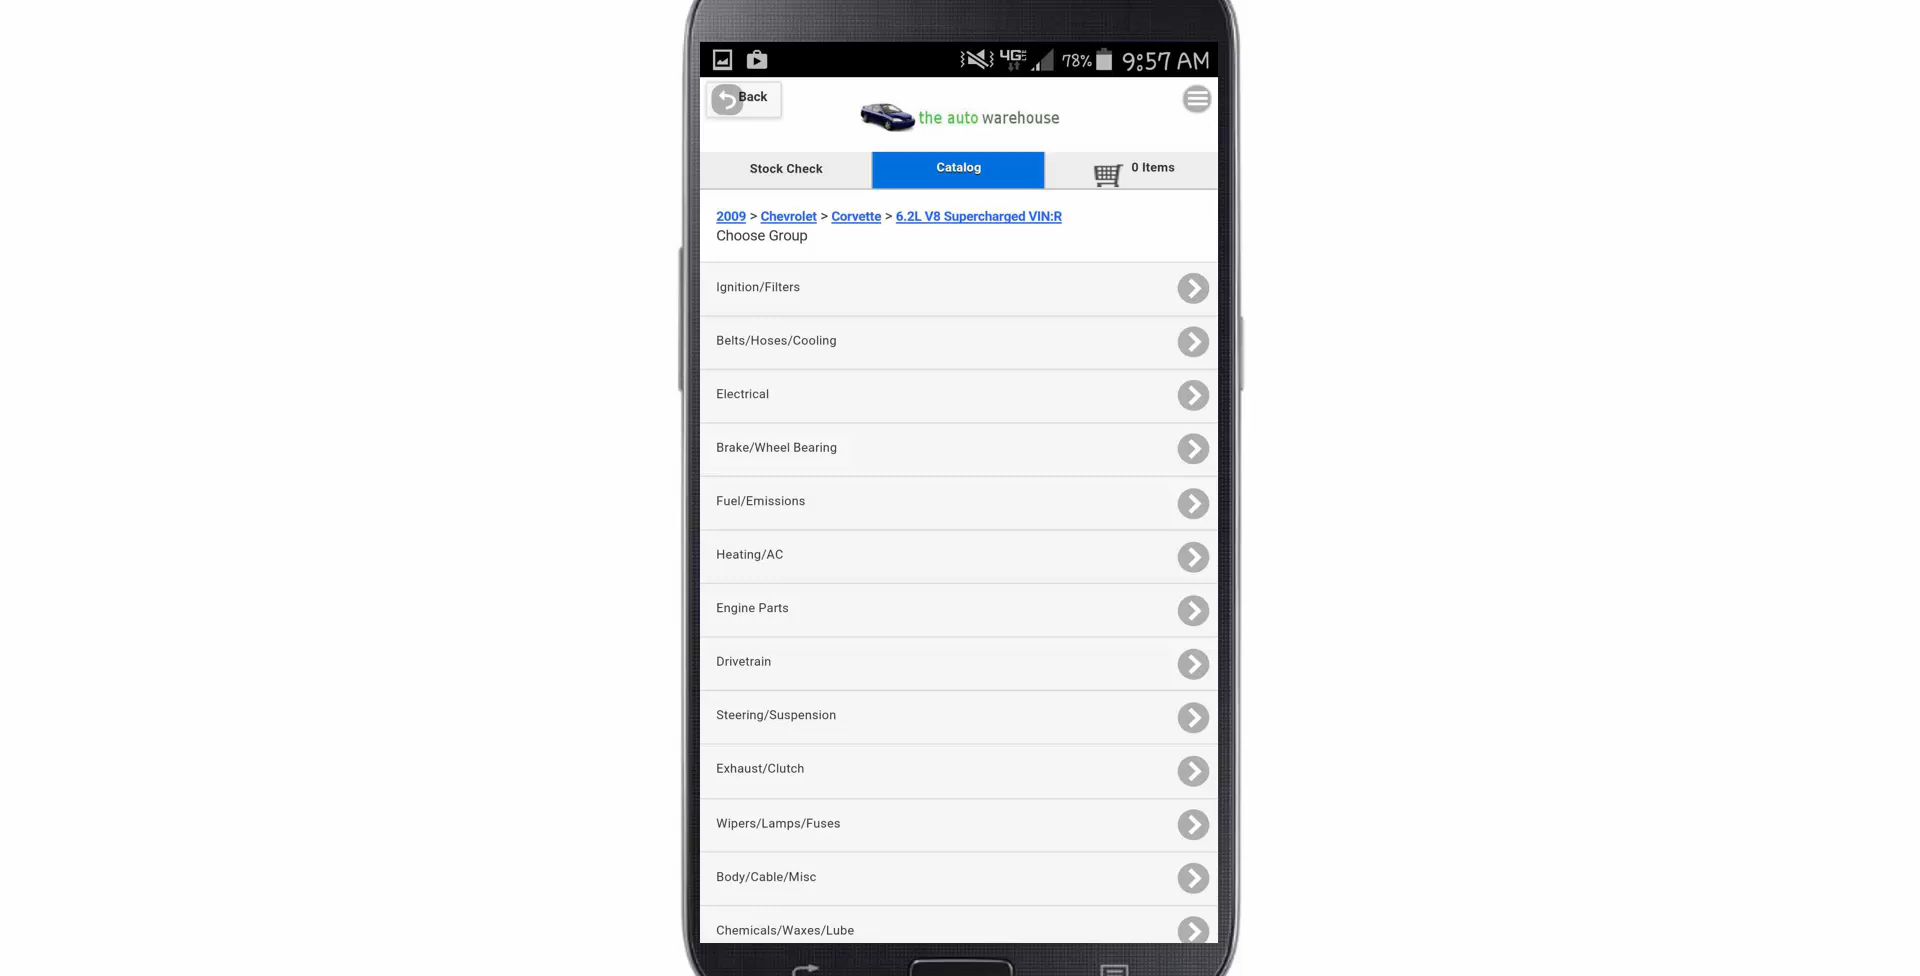 4G LTE 78% 9:57 AM
Back
the auto warehouse
Stock Check Catalog 0 Items
2009 > Chevrolet > Corvette > 6.2L V8 Supercharged VIN:R
Choose Group
Ignition/Filters
Belts/Hoses/Cooling
Electrical
Brake/Wheel Bearing
Fuel/Emissions
Heating/AC
Engine Parts
Drivetrain
Steering/Suspension
Exhaust/Clutch
Wipers/Lamps/Fuses
Body/Cable/Misc
Chemicals/Waxes/Lube